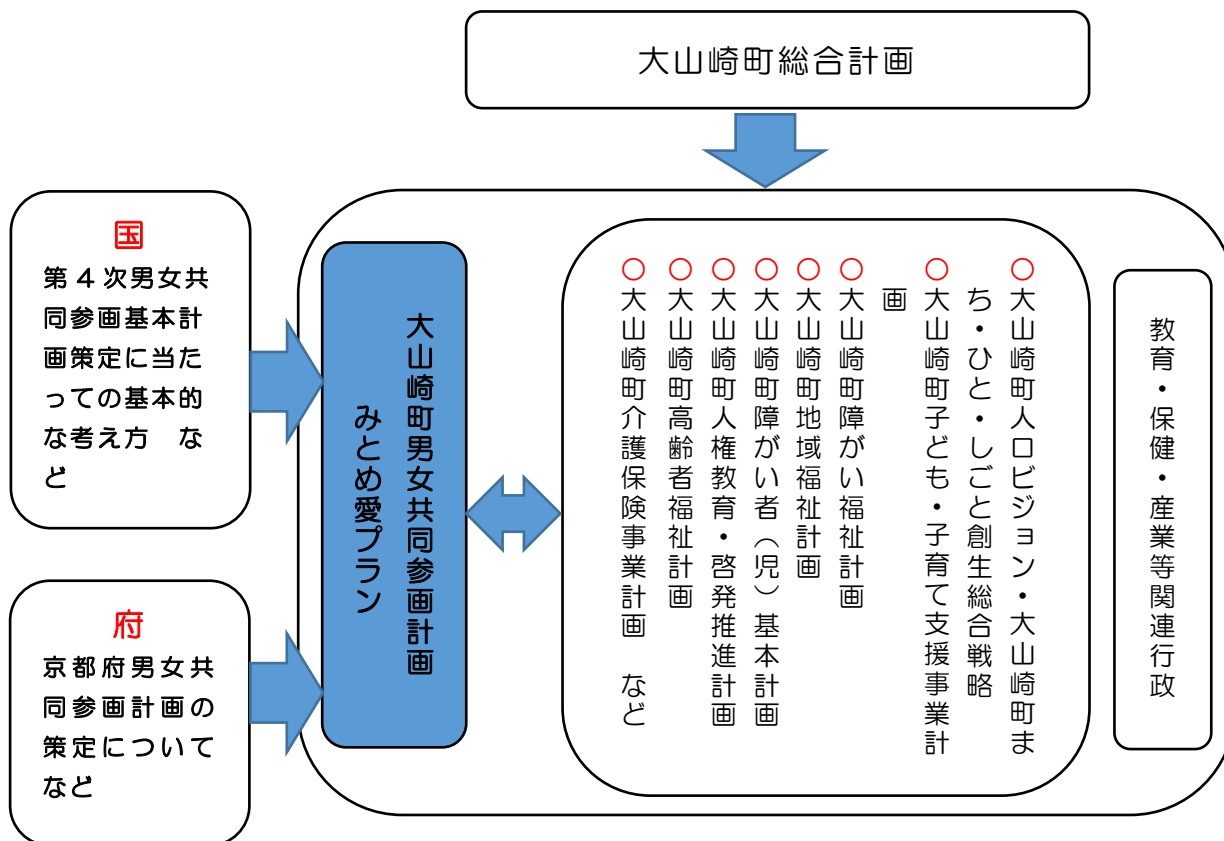 大山崎町総合計画
国
第4次男女共
同参画基本計
画策定に当た
っての基本的
な考え方　な
ど
府
京都府男女共
同参画計画の
策定について
など
大山崎町男女共同参画計画
みとめ愛プラン
○大山崎町人口ビジョン・大山崎町ま
ち・ひと・しごと創生総合戦略
○大山崎町子ども・子育て支援事業計
画
○大山崎町障がい福祉計画
○大山崎町地域福祉計画
○大山崎町障がい者（児）基本計画
○大山崎町人権教育・啓発推進計画
○大山崎町高齢者福祉計画
○大山崎町介護保険事業計画　など
教育・保健・産業等関連行政